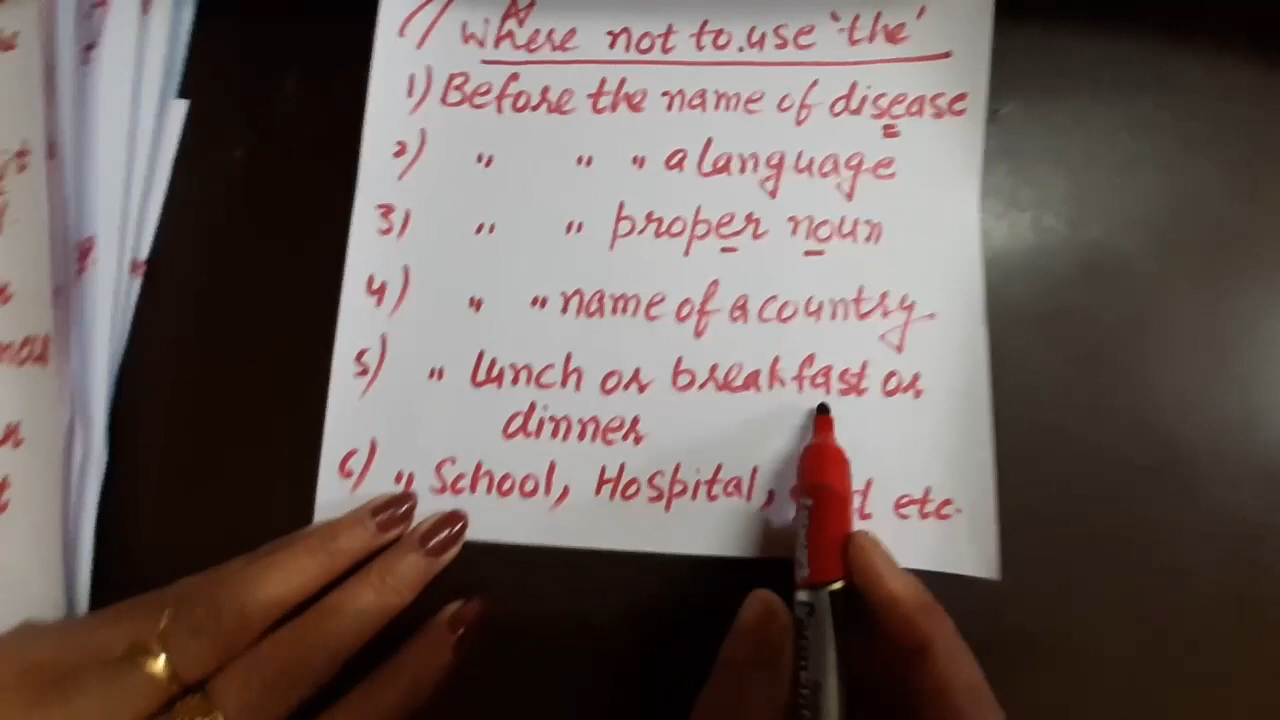 Where not to use 'the'
1) Before the name of disease
2) " " " a language
3) " " proper noun
4) " " name of a country.
5) " lunch or breakfast or
dinner
6) " School, Hospital, etc.